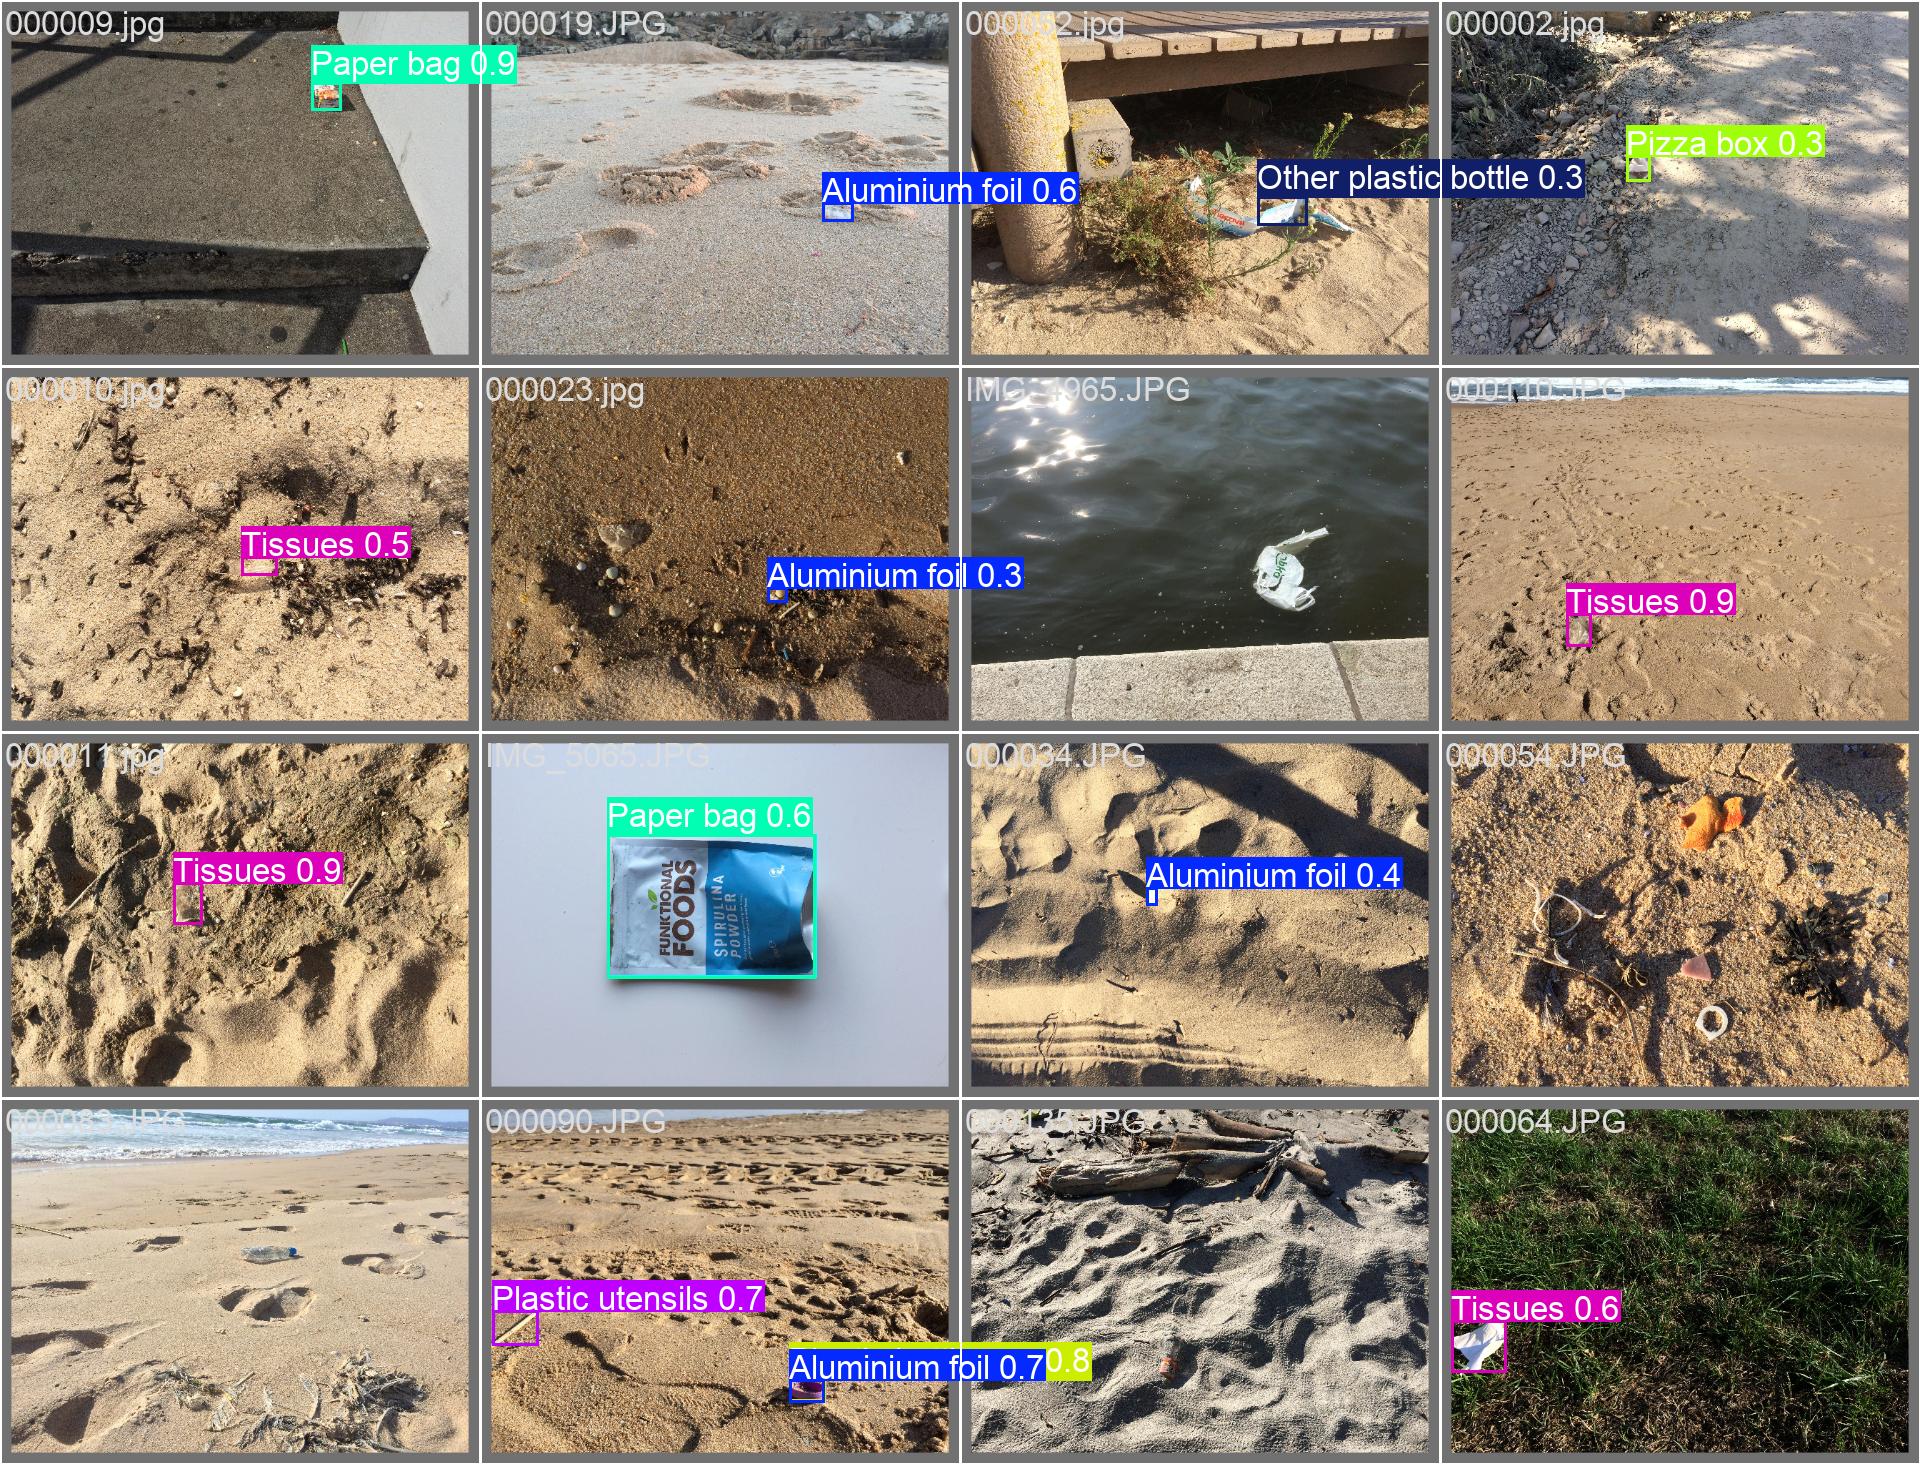 000009.jpg
Paper bag 0.9
000019.JPG
Aluminium foil 0.6
000052.jpg
Other plastic bottle 0.3
000002.jpg
Pizza box 0.3
000010.jpg
Tissues 0.5
000023.jpg
Aluminium foil 0.3
IMG_4965.JPG
000110.JPG
Tissues 0.9
000011.jpg
Tissues 0.9
IMG_5065.JPG
Paper bag 0.6
FUNKTIONAL
FOODS
SPIRULINA
POWDER
000034.JPG
Aluminium foil 0.4
000054.JPG
000083.JPG
000090.JPG
Plastic utensils 0.7
Aluminium foil 0.7
0.8
000135.JPG
000064.JPG
Tissues 0.6